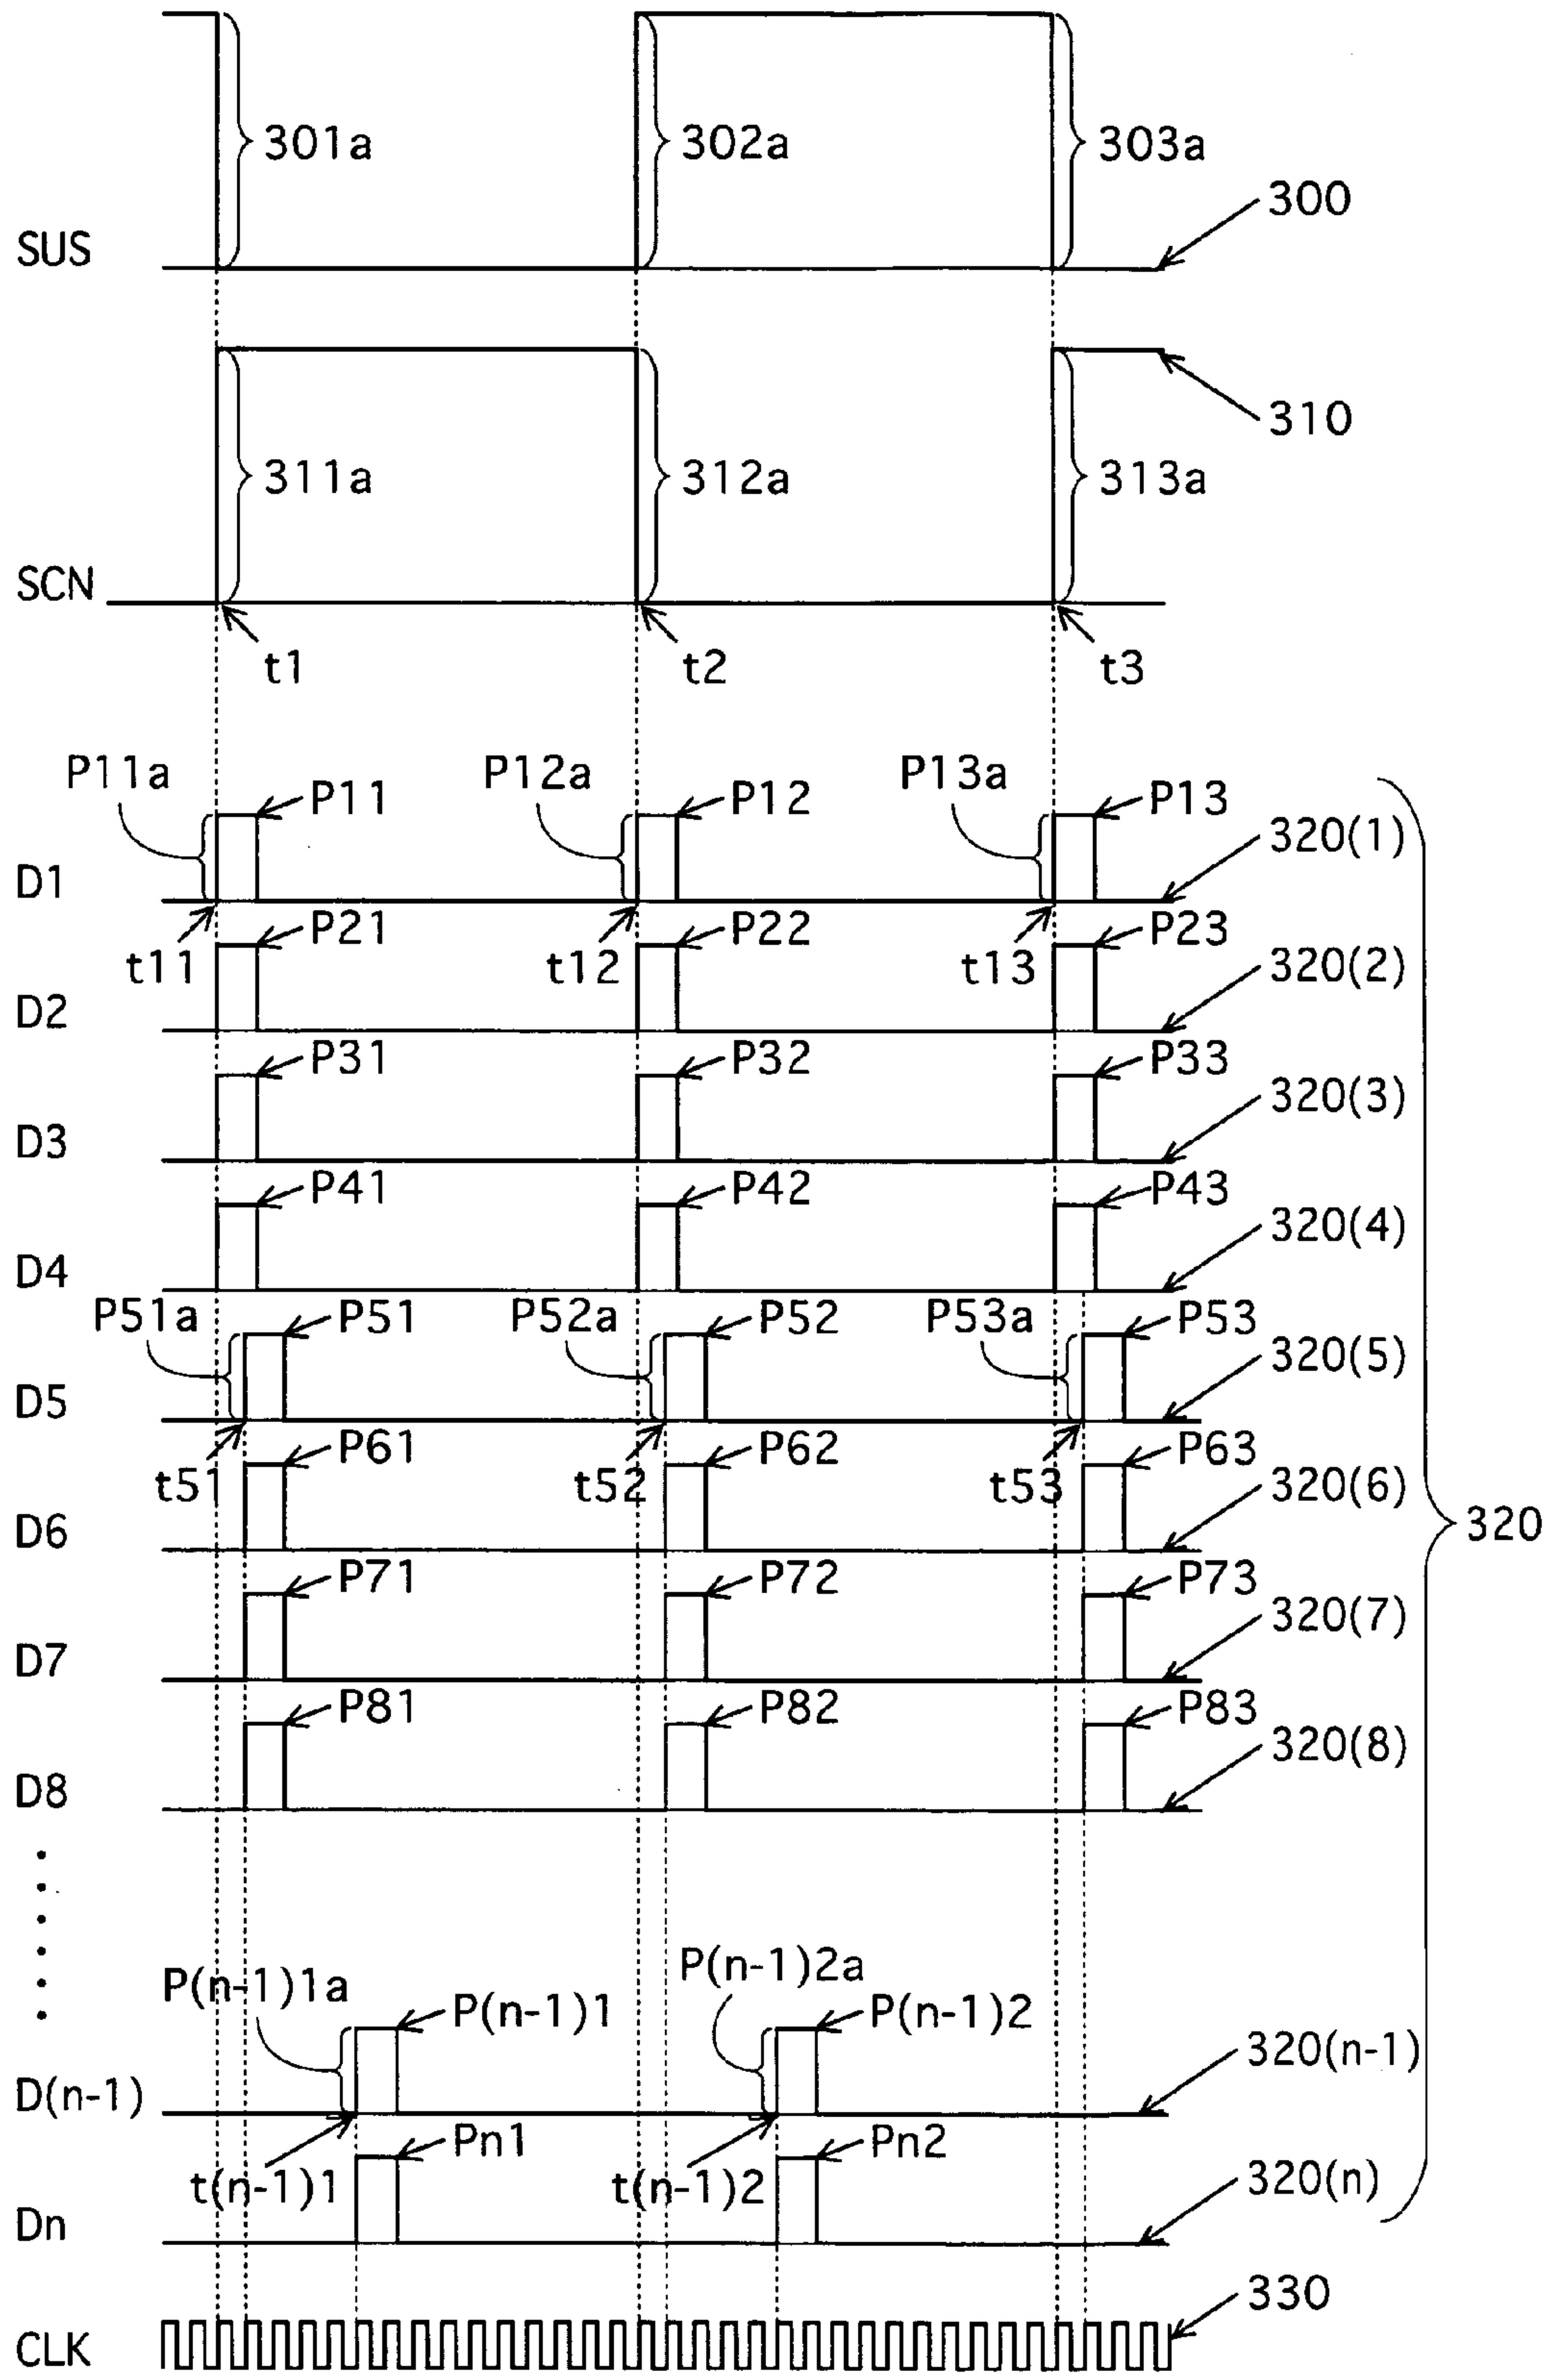 301a 302a 303a
300
SUS
310
311a 312a 313a
SCN
t1 t2 t3
P11a P11 P12a P12 P13a P13
320(1)
D1
t11 t12 t13
P21 P22 P23
320(2)
D2
P31 P32 P33
320(3)
D3
P41 P42 P43
320(4)
D4
P51a P51 P52a P52 P53a P53
320(5)
D5
t51 t52 t53
P61 P62 P63
320(6)
320
D6
P71 P72 P73
320(7)
D7
P81 P82 P83
320(8)
D8
P(n-1)1a P(n-1)1 P(n-1)2a P(n-1)2
320(n-1)
D(n-1)
t(n-1)1 Pn1 t(n-1)2 Pn2
320(n)
Dn
330
CLK